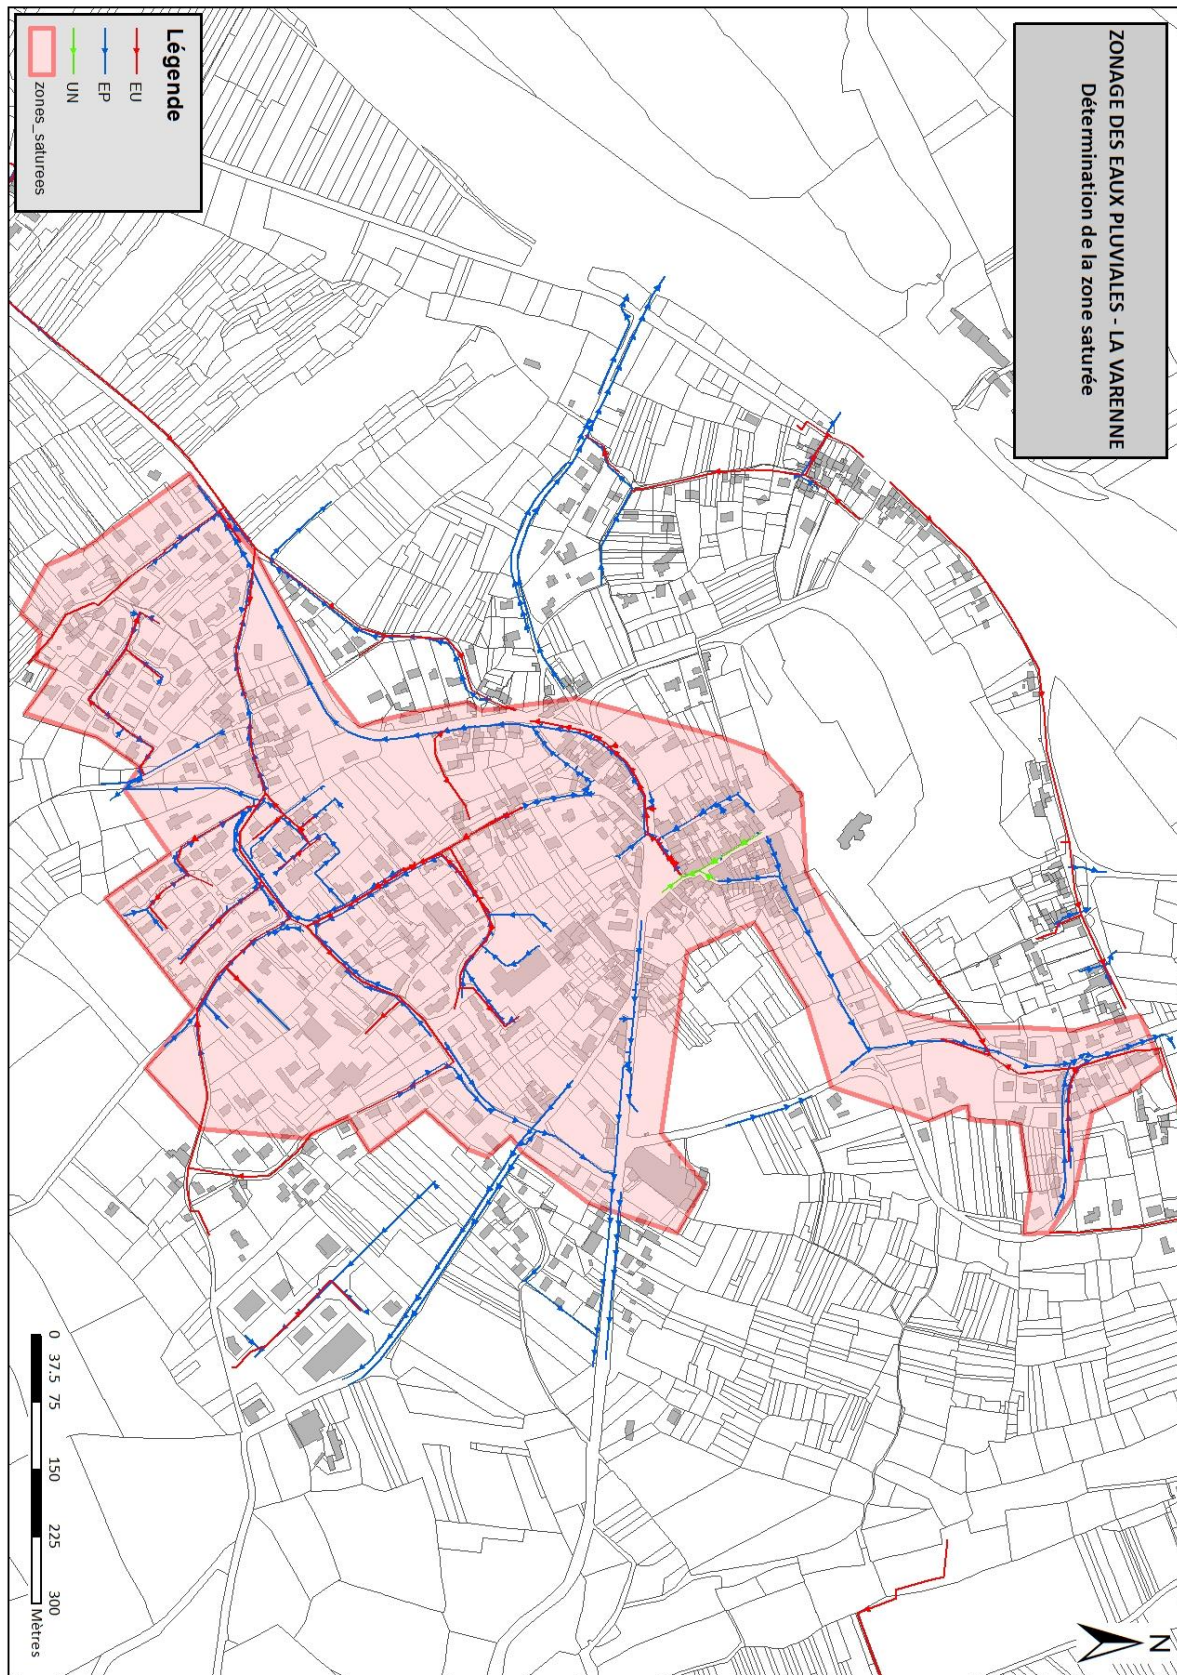 ZONAGE DES EAUX PLUVIALES - LA VARENNE
Détermination de la zone saturée
Légende
EU
EP
UN
zones_saturees
0 37.5 75 150 225 300
Mètres
N